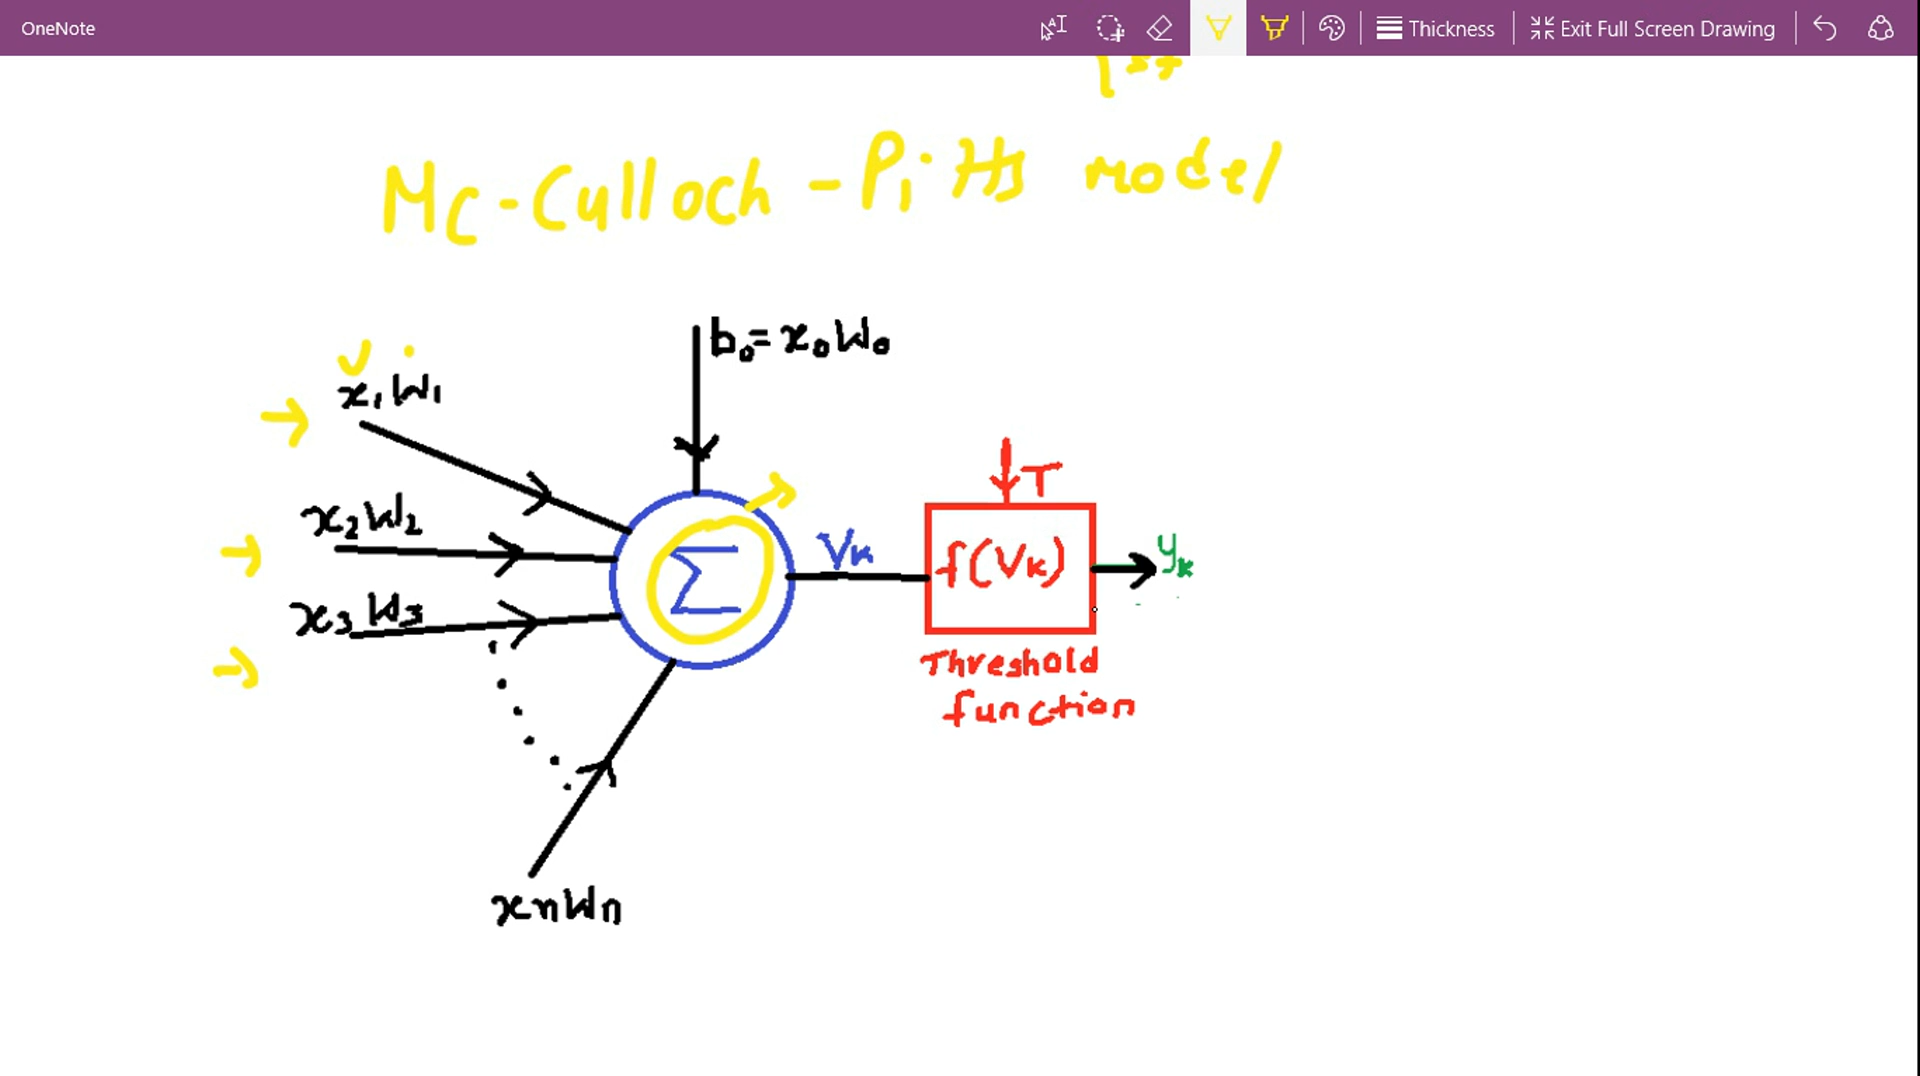 OneNote
Thickness
Exit Full Screen Drawing
Mc-Culloch - Pitts model
b₀ = x₀W₀
x₁W₁
x₂W₂
x₃W₃
xnWn
Σ
Vk
T
f(Vk)
yk
Threshold
function